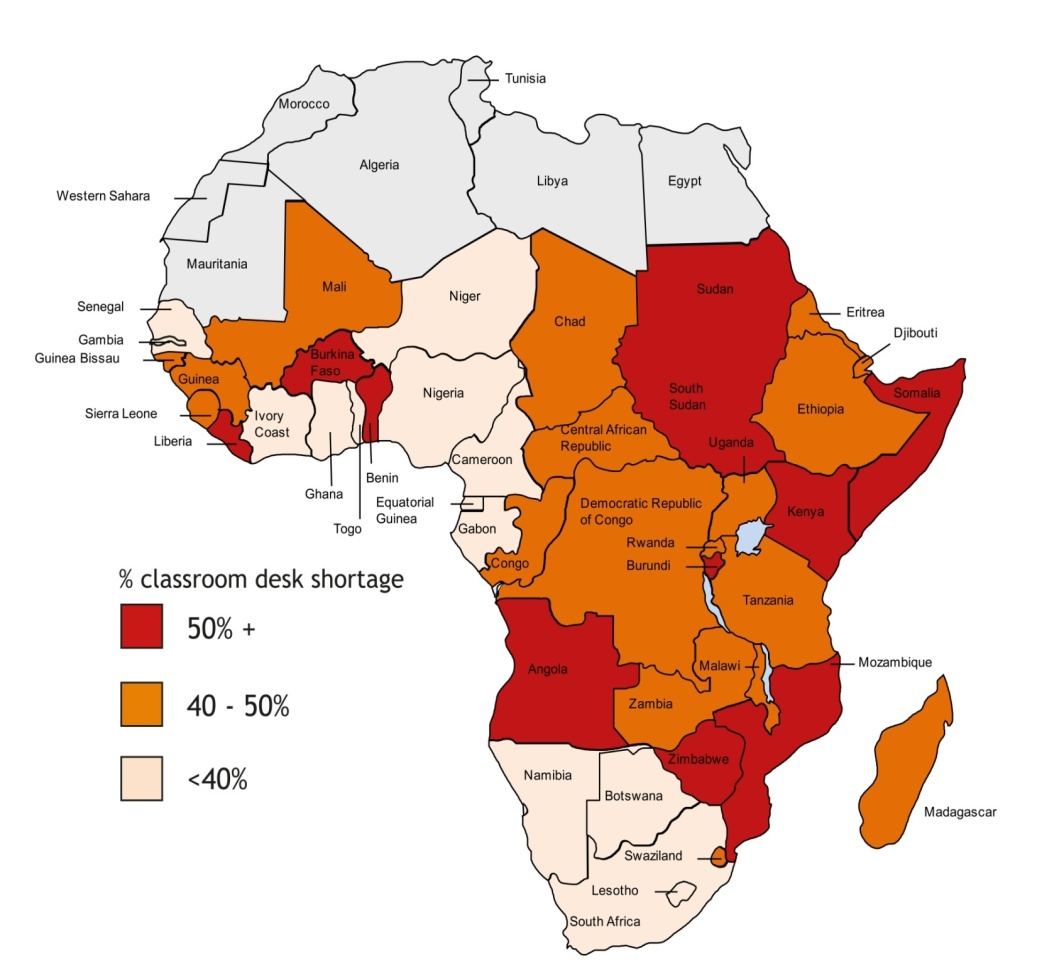 Tunisia
Morocco
Algeria
Libya
Egypt
Western Sahara
Mauritania
Mali
Niger
Sudan
Senegal
Chad
Eritrea
Djibouti
Gambia
Guinea Bissau
Burkina
Faso
Guinea
Nigeria
South
Sudan
Somalia
Ethiopia
Sierra Leone
Ivory
Coast
Central African
Republic
Liberia
Uganda
Cameroon
Benin
Ghana
Equatorial
Guinea
Togo
Democratic Republic
of Congo
Kenya
Gabon
Rwanda
Congo
Burundi
Tanzania
% classroom desk shortage
50% +
40 - 50%
<40%
Angola
Malawi
Mozambique
Zambia
Zimbabwe
Namibia
Botswana
Madagascar
Swaziland
Lesotho
South Africa